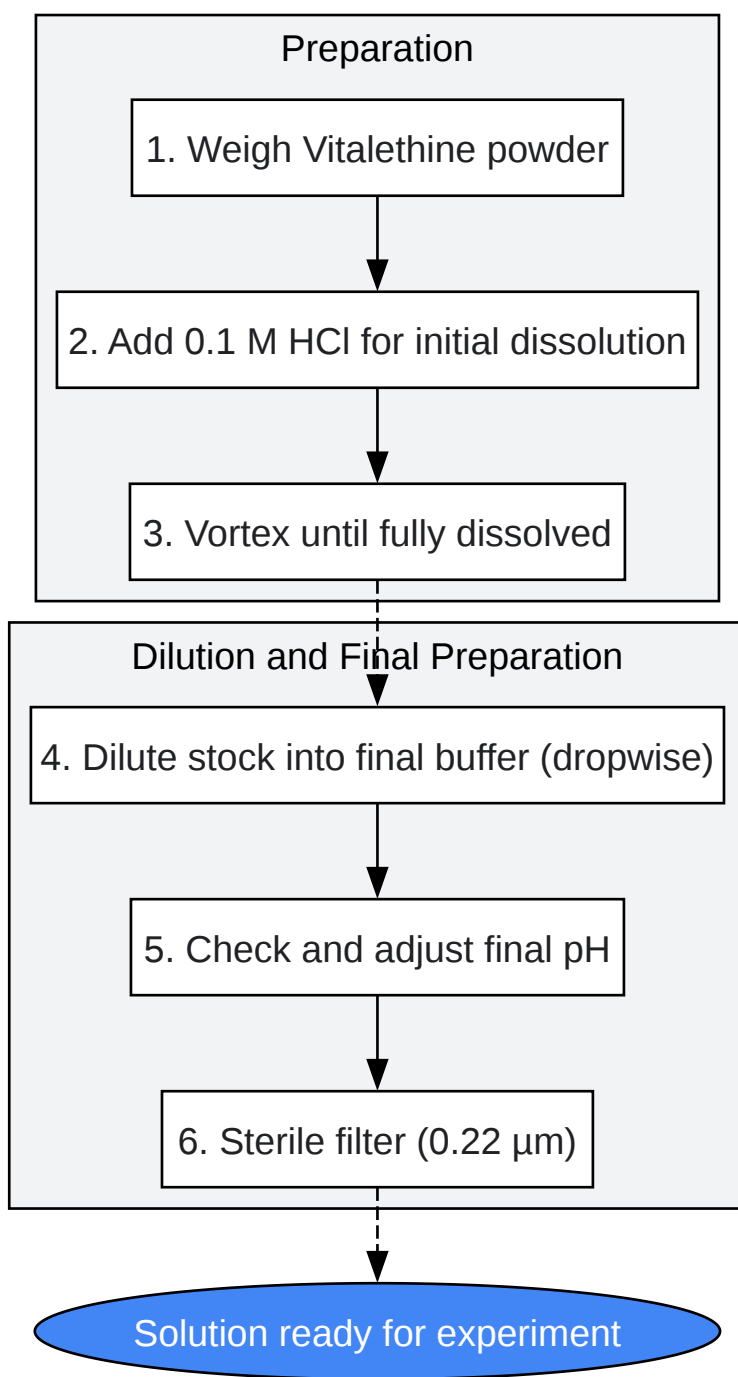 Preparation
1. Weigh Vitalethine powder
2. Add 0.1 M HCl for initial dissolution
3. Vortex until fully dissolved
Dilution and Final Preparation
4. Dilute stock into final buffer (dropwise)
5. Check and adjust final pH
6. Sterile filter (0.22 µm)
Solution ready for experiment